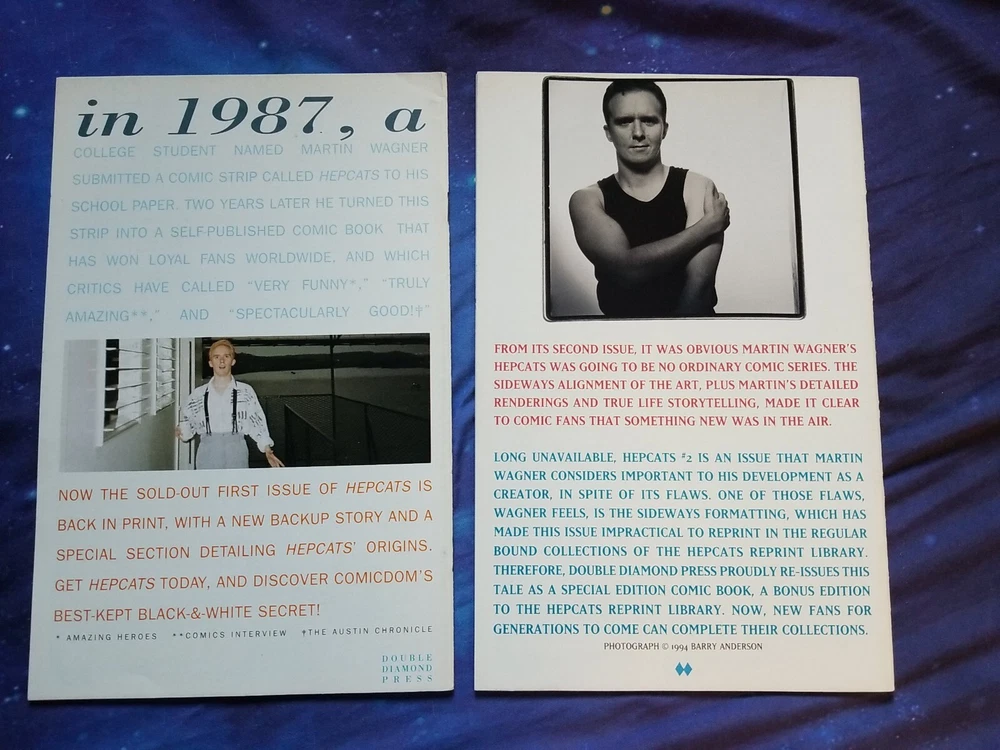 in 1987, a
COLLEGE STUDENT NAMED MARTIN WAGNER
SUBMITTED A COMIC STRIP CALLED HEPCATS TO HIS
SCHOOL PAPER. TWO YEARS LATER HE TURNED THIS
STRIP INTO A SELF-PUBLISHED COMIC BOOK THAT
HAS WON LOYAL FANS WORLDWIDE, AND WHICH
CRITICS HAVE CALLED "VERY FUNNY*," "TRULY
AMAZING**," AND "SPECTACULARLY GOOD!†"
NOW THE SOLD-OUT FIRST ISSUE OF HEPCATS IS
BACK IN PRINT, WITH A NEW BACKUP STORY AND A
SPECIAL SECTION DETAILING HEPCATS' ORIGINS.
GET HEPCATS TODAY, AND DISCOVER COMICDOM'S
BEST-KEPT BLACK-&-WHITE SECRET!
* AMAZING HEROES **COMICS INTERVIEW †THE AUSTIN CHRONICLE
DOUBLE
DIAMOND
PRESS
FROM ITS SECOND ISSUE, IT WAS OBVIOUS MARTIN WAGNER'S
HEPCATS WAS GOING TO BE NO ORDINARY COMIC SERIES. THE
SIDEWAYS ALIGNMENT OF THE ART, PLUS MARTIN'S DETAILED
RENDERINGS AND TRUE LIFE STORYTELLING, MADE IT CLEAR
TO COMIC FANS THAT SOMETHING NEW WAS IN THE AIR.
LONG UNAVAILABLE, HEPCATS #2 IS AN ISSUE THAT MARTIN
WAGNER CONSIDERS IMPORTANT TO HIS DEVELOPMENT AS A
CREATOR, IN SPITE OF ITS FLAWS. ONE OF THOSE FLAWS,
WAGNER FEELS, IS THE SIDEWAYS FORMATTING, WHICH HAS
MADE THIS ISSUE IMPRACTICAL TO REPRINT IN THE REGULAR
BOUND COLLECTIONS OF THE HEPCATS REPRINT LIBRARY.
THEREFORE, DOUBLE DIAMOND PRESS PROUDLY RE-ISSUES THIS
TALE AS A SPECIAL EDITION COMIC BOOK, A BONUS EDITION
TO THE HEPCATS REPRINT LIBRARY. NOW, NEW FANS FOR
GENERATIONS TO COME CAN COMPLETE THEIR COLLECTIONS.
PHOTOGRAPH © 1994 BARRY ANDERSON